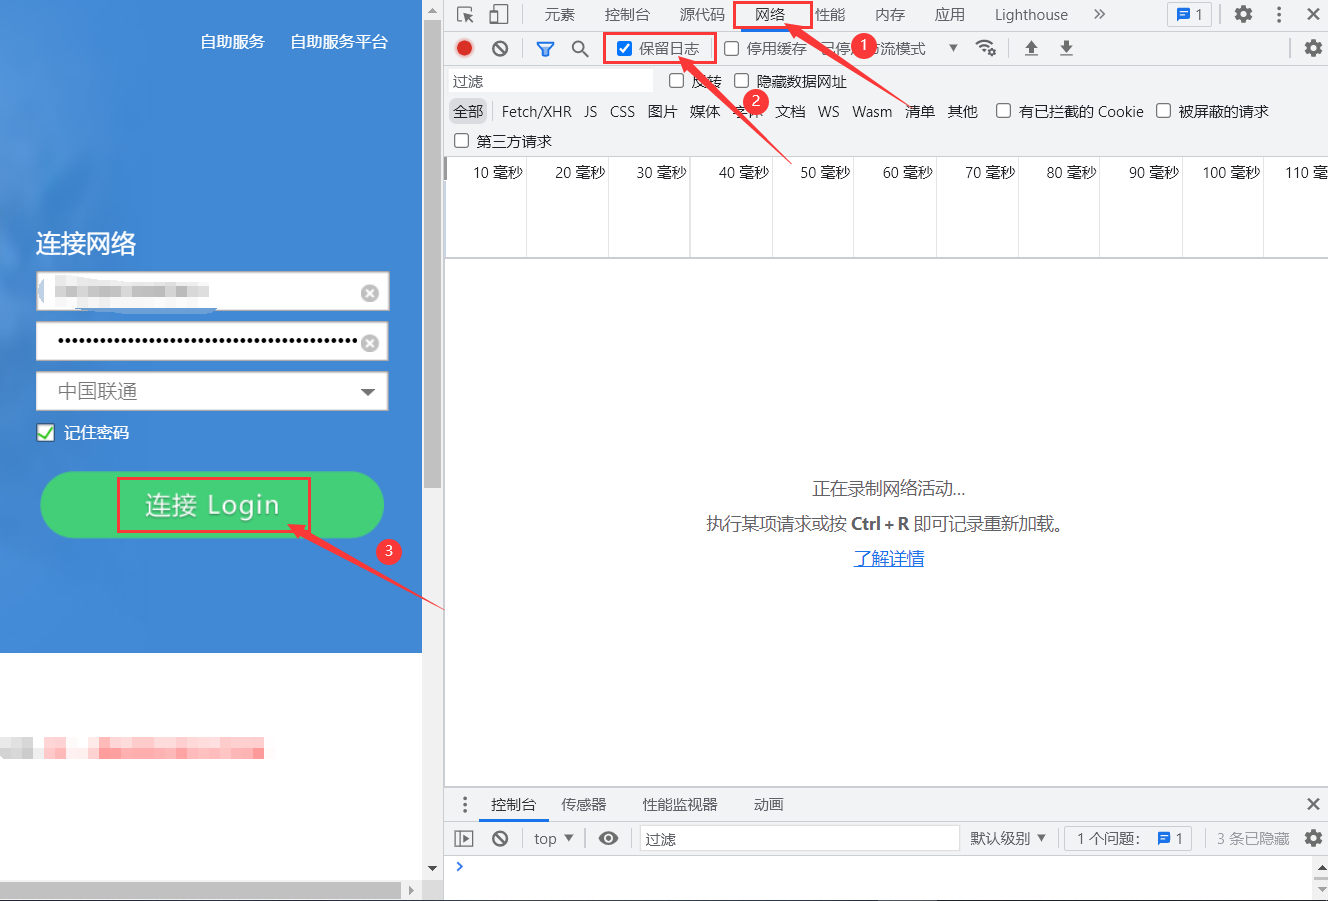 自助服务 自助服务平台
连接网络
中国联通
记住密码
连接 Login
3
元素 控制台 源代码 网络 性能 内存 应用 Lighthouse 1
保留日志 停用缓存 已停用节流模式 1
过滤 反转 隐藏数据网址
2
全部 Fetch/XHR JS CSS 图片 媒体 字体 文档 WS Wasm 清单 其他 有已拦截的 Cookie 被屏蔽的请求
第三方请求
10 毫秒 20 毫秒 30 毫秒 40 毫秒 50 毫秒 60 毫秒 70 毫秒 80 毫秒 90 毫秒 100 毫秒 110 毫
正在录制网络活动…
执行某项请求或按 Ctrl + R 即可记录重新加载。
了解详情
控制台 传感器 性能监视器 动画
top 过滤 默认级别 1 个问题: 1 3 条已隐藏